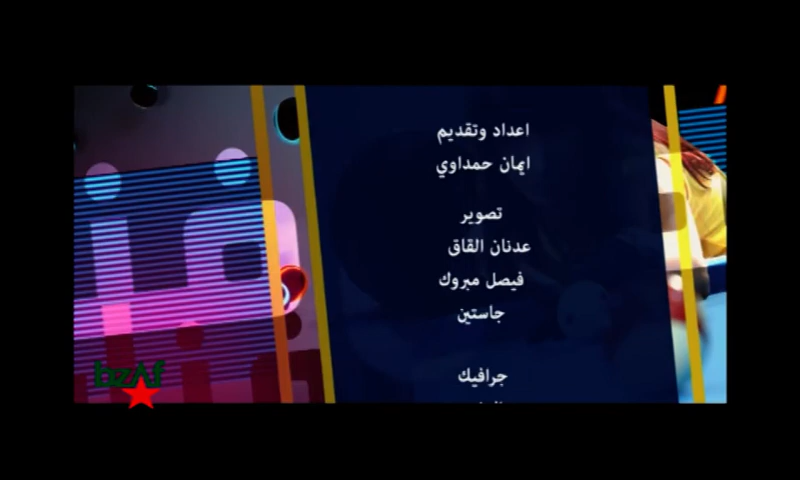 اعداد وتقديم
ايمان حمداوي
تصوير
عدنان القاق
فيصل مبروك
جاستين
جرافيك
bzAf